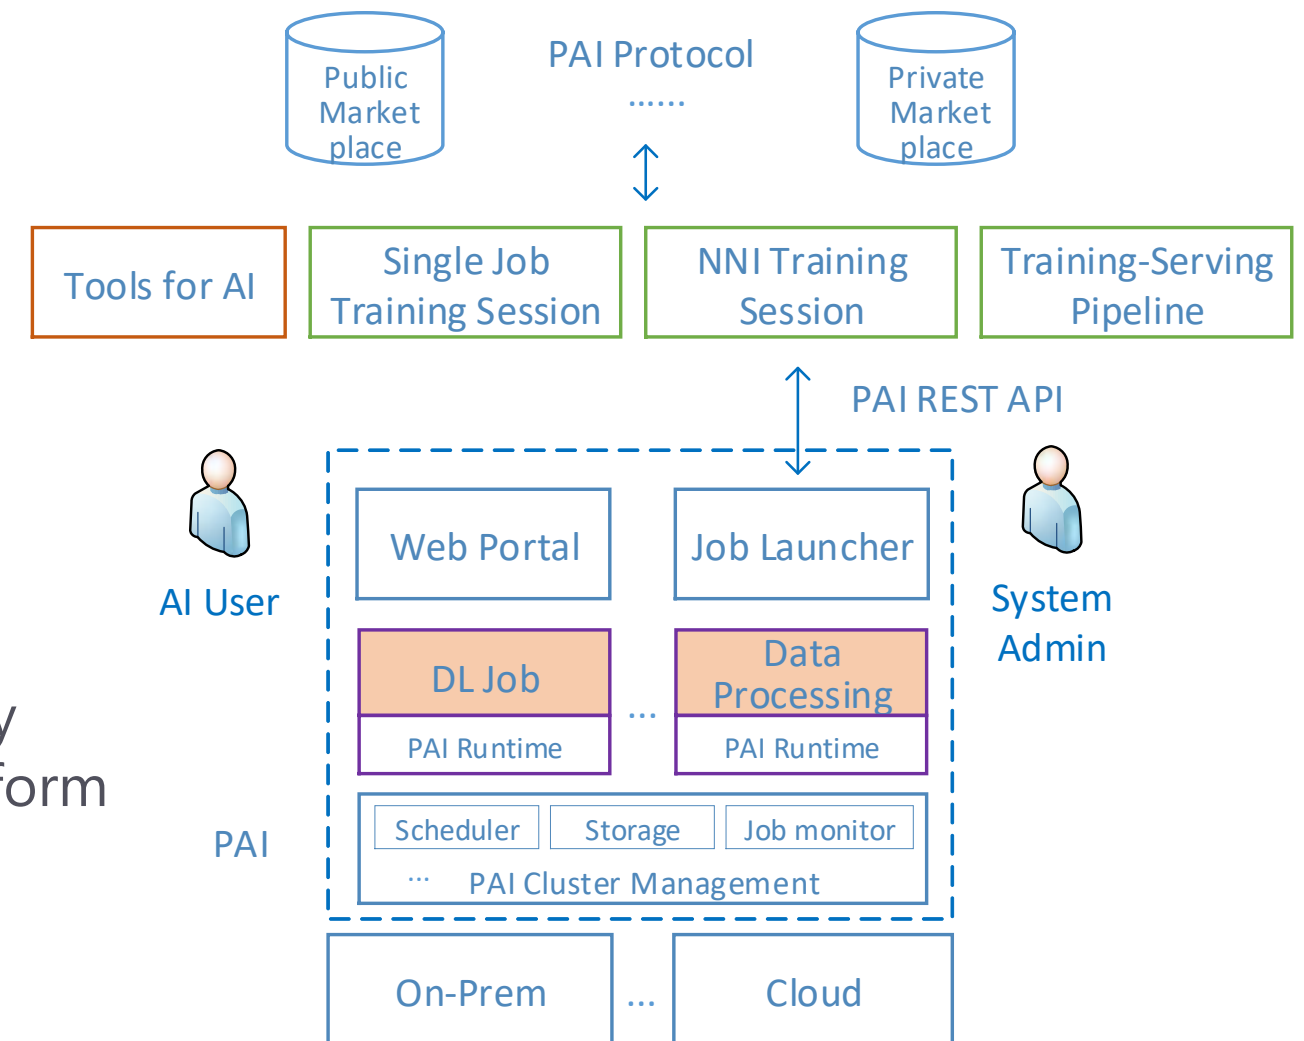 Public
Market
place
PAI Protocol
......
Private
Market
place
Tools for AI
Single Job
Training Session
NNI Training
Session
Training-Serving
Pipeline
PAI REST API
AI User
Web Portal
Job Launcher
System
Admin
DL Job
...
Data
Processing
PAI Runtime
PAI Runtime
y
form
PAI
Scheduler
Storage
Job monitor
...
PAI Cluster Management
On-Prem
...
Cloud